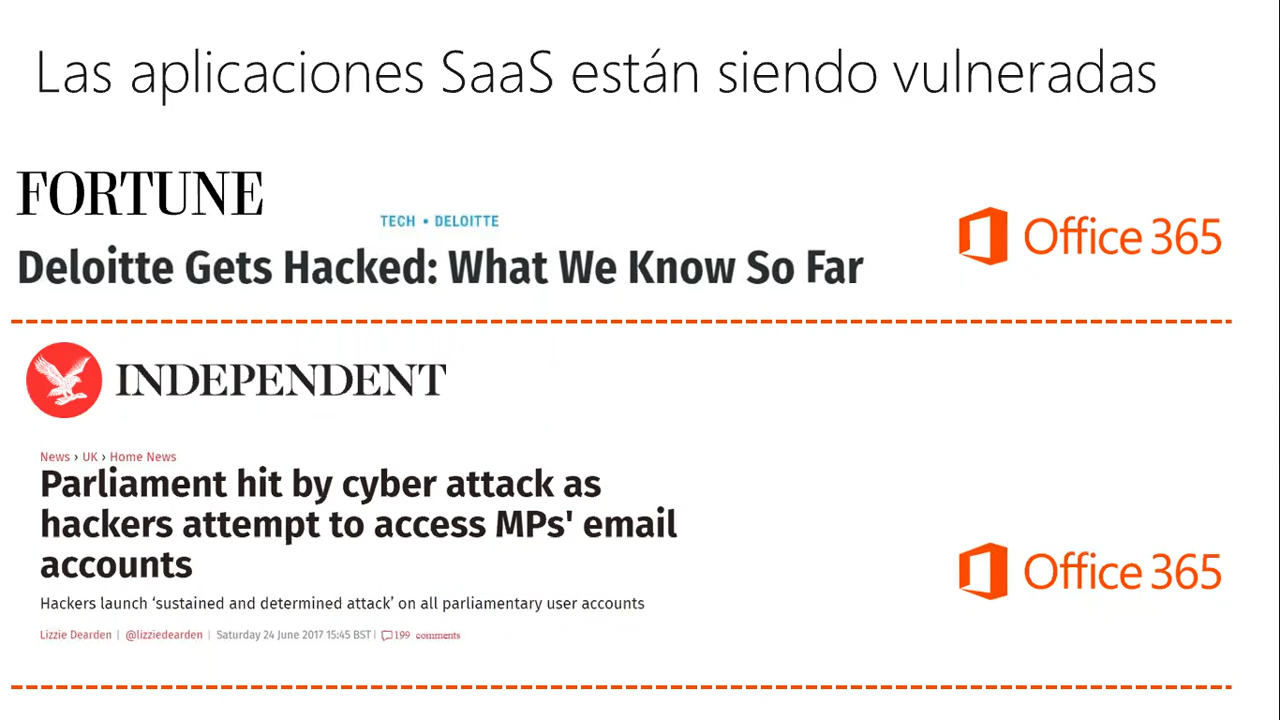 Las aplicaciones SaaS están siendo vulneradas
FORTUNE
TECH • DELOITTE
Deloitte Gets Hacked: What We Know So Far
Office 365
INDEPENDENT
News › UK › Home News
Parliament hit by cyber attack as
hackers attempt to access MPs' email
accounts
Hackers launch ‘sustained and determined attack’ on all parliamentary user accounts
Lizzie Dearden | @lizziedearden | Saturday 24 June 2017 15:45 BST | 199 comments
Office 365